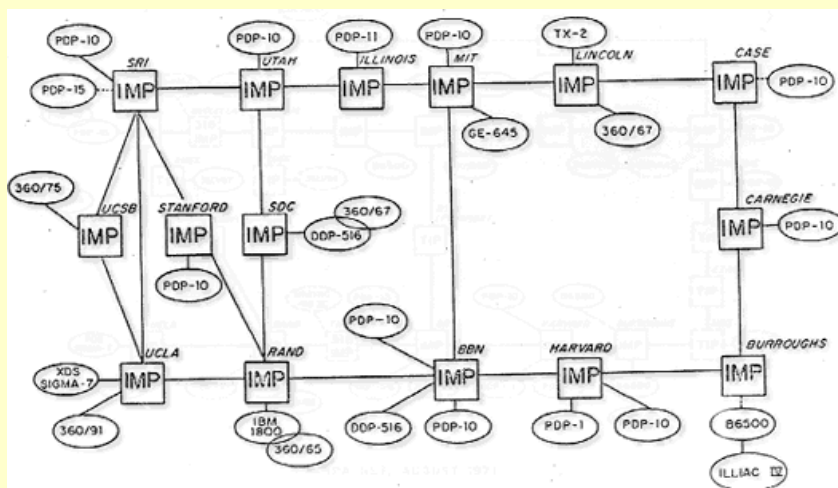 PDP-10
SRI
IMP
PDP-15
PDP-10
UTAH
IMP
PDP-11
ILLINOIS
IMP
PDP-10
MIT
IMP
GE-645
TX-2
LINCOLN
IMP
360/67
CASE
IMP
PDP-10
360/75
UCSB
IMP
STANFORD
IMP
PDP-10
SDC
IMP
360/67
DDP-516
CARNEGIE
IMP
PDP-10
UCLA
IMP
XDS
SIGMA-7
360/91
RAND
IMP
IBM
1800
360/65
PDP-10
BBN
IMP
DDP-516
PDP-10
HARVARD
IMP
PDP-1
PDP-10
BURROUGHS
IMP
B6500
ILLIAC IV